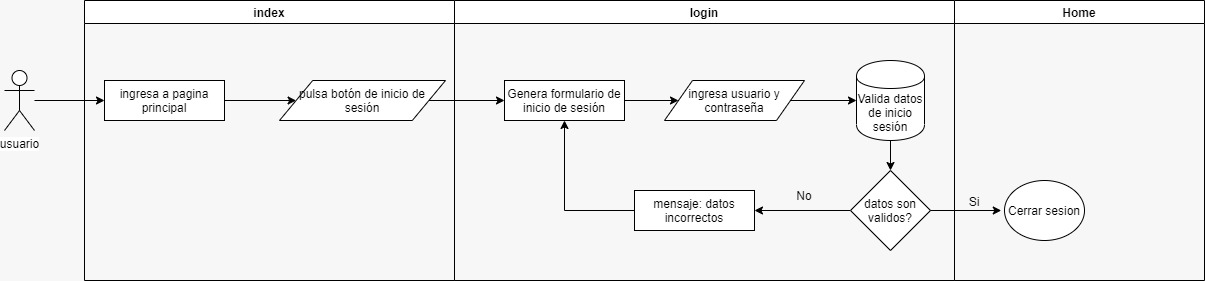 index
login
Home
usuario
ingresa a pagina
principal
pulsa botón de inicio de
sesión
Genera formulario de
inicio de sesión
ingresa usuario y
contraseña
Valida datos
de inicio
sesión
datos son
validos?
No
mensaje: datos
incorrectos
Si
Cerrar sesion